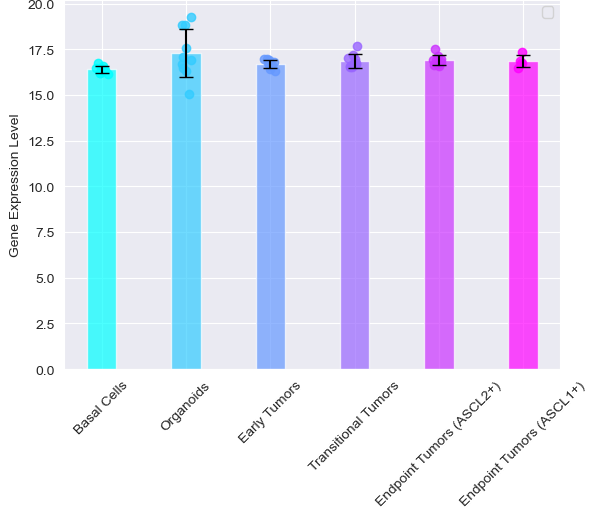 20.0
17.5
15.0
12.5
10.0
7.5
5.0
2.5
0.0
Gene Expression Level
Basal Cells
Organoids
Early Tumors
Transitional Tumors
Endpoint Tumors (ASCL2+)
Endpoint Tumors (ASCL1+)